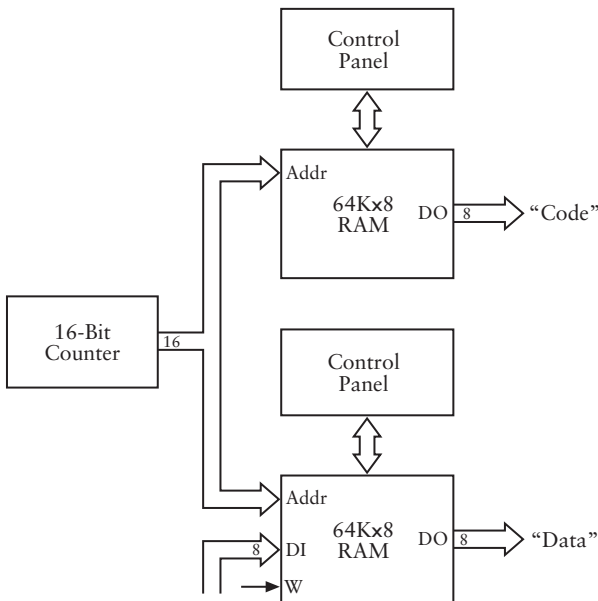 Control
Panel
Addr
64Kx8
RAM
DO
8
“Code”
16-Bit
Counter
16
Control
Panel
Addr
64Kx8
RAM
DO
8
“Data”
8
DI
W